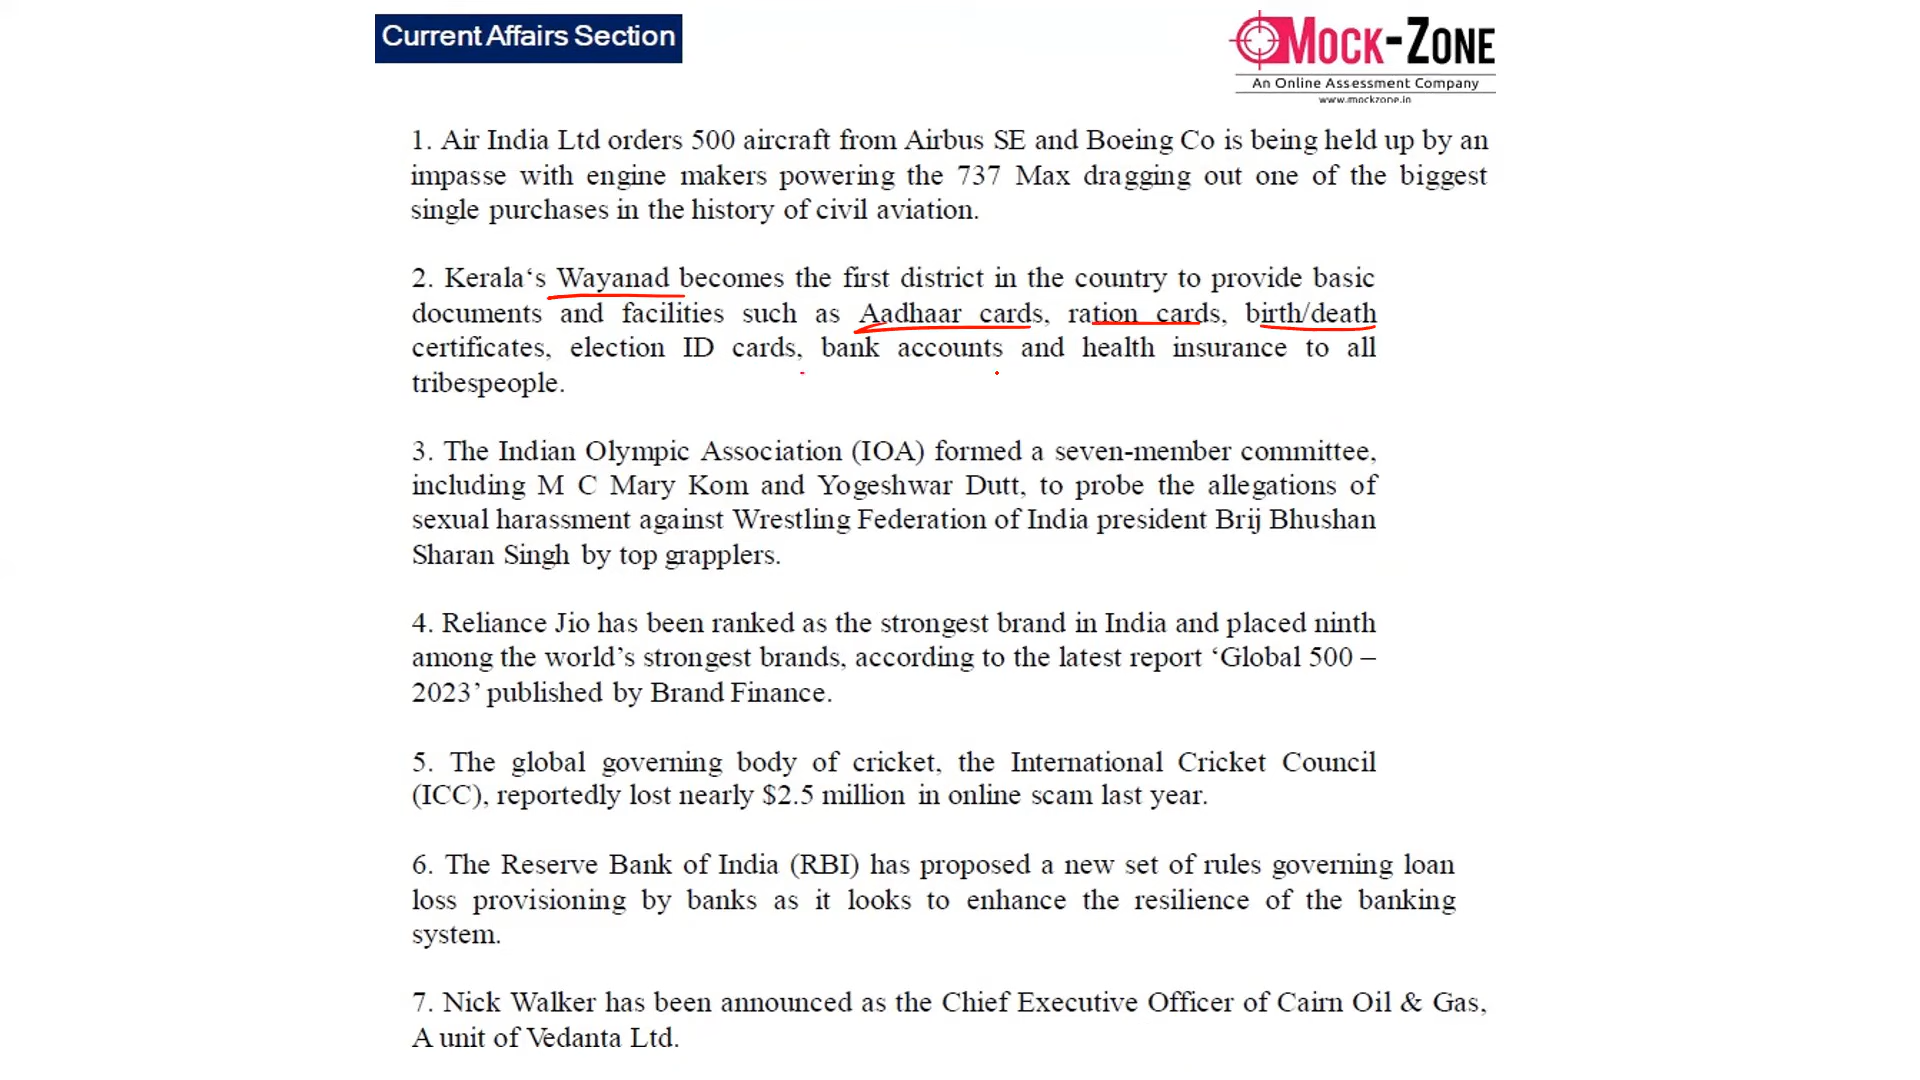 Current Affairs Section
MOCK-ZONE
An Online Assessment Company
www.mockzone.in
1. Air India Ltd orders 500 aircraft from Airbus SE and Boeing Co is being held up by an
impasse with engine makers powering the 737 Max dragging out one of the biggest
single purchases in the history of civil aviation.
2. Kerala‘s Wayanad becomes the first district in the country to provide basic
documents and facilities such as Aadhaar cards, ration cards, birth/death
certificates, election ID cards, bank accounts and health insurance to all
tribespeople.
3. The Indian Olympic Association (IOA) formed a seven-member committee,
including M C Mary Kom and Yogeshwar Dutt, to probe the allegations of
sexual harassment against Wrestling Federation of India president Brij Bhushan
Sharan Singh by top grapplers.
4. Reliance Jio has been ranked as the strongest brand in India and placed ninth
among the world’s strongest brands, according to the latest report ‘Global 500 –
2023’ published by Brand Finance.
5. The global governing body of cricket, the International Cricket Council
(ICC), reportedly lost nearly $2.5 million in online scam last year.
6. The Reserve Bank of India (RBI) has proposed a new set of rules governing loan
loss provisioning by banks as it looks to enhance the resilience of the banking
system.
7. Nick Walker has been announced as the Chief Executive Officer of Cairn Oil & Gas,
A unit of Vedanta Ltd.